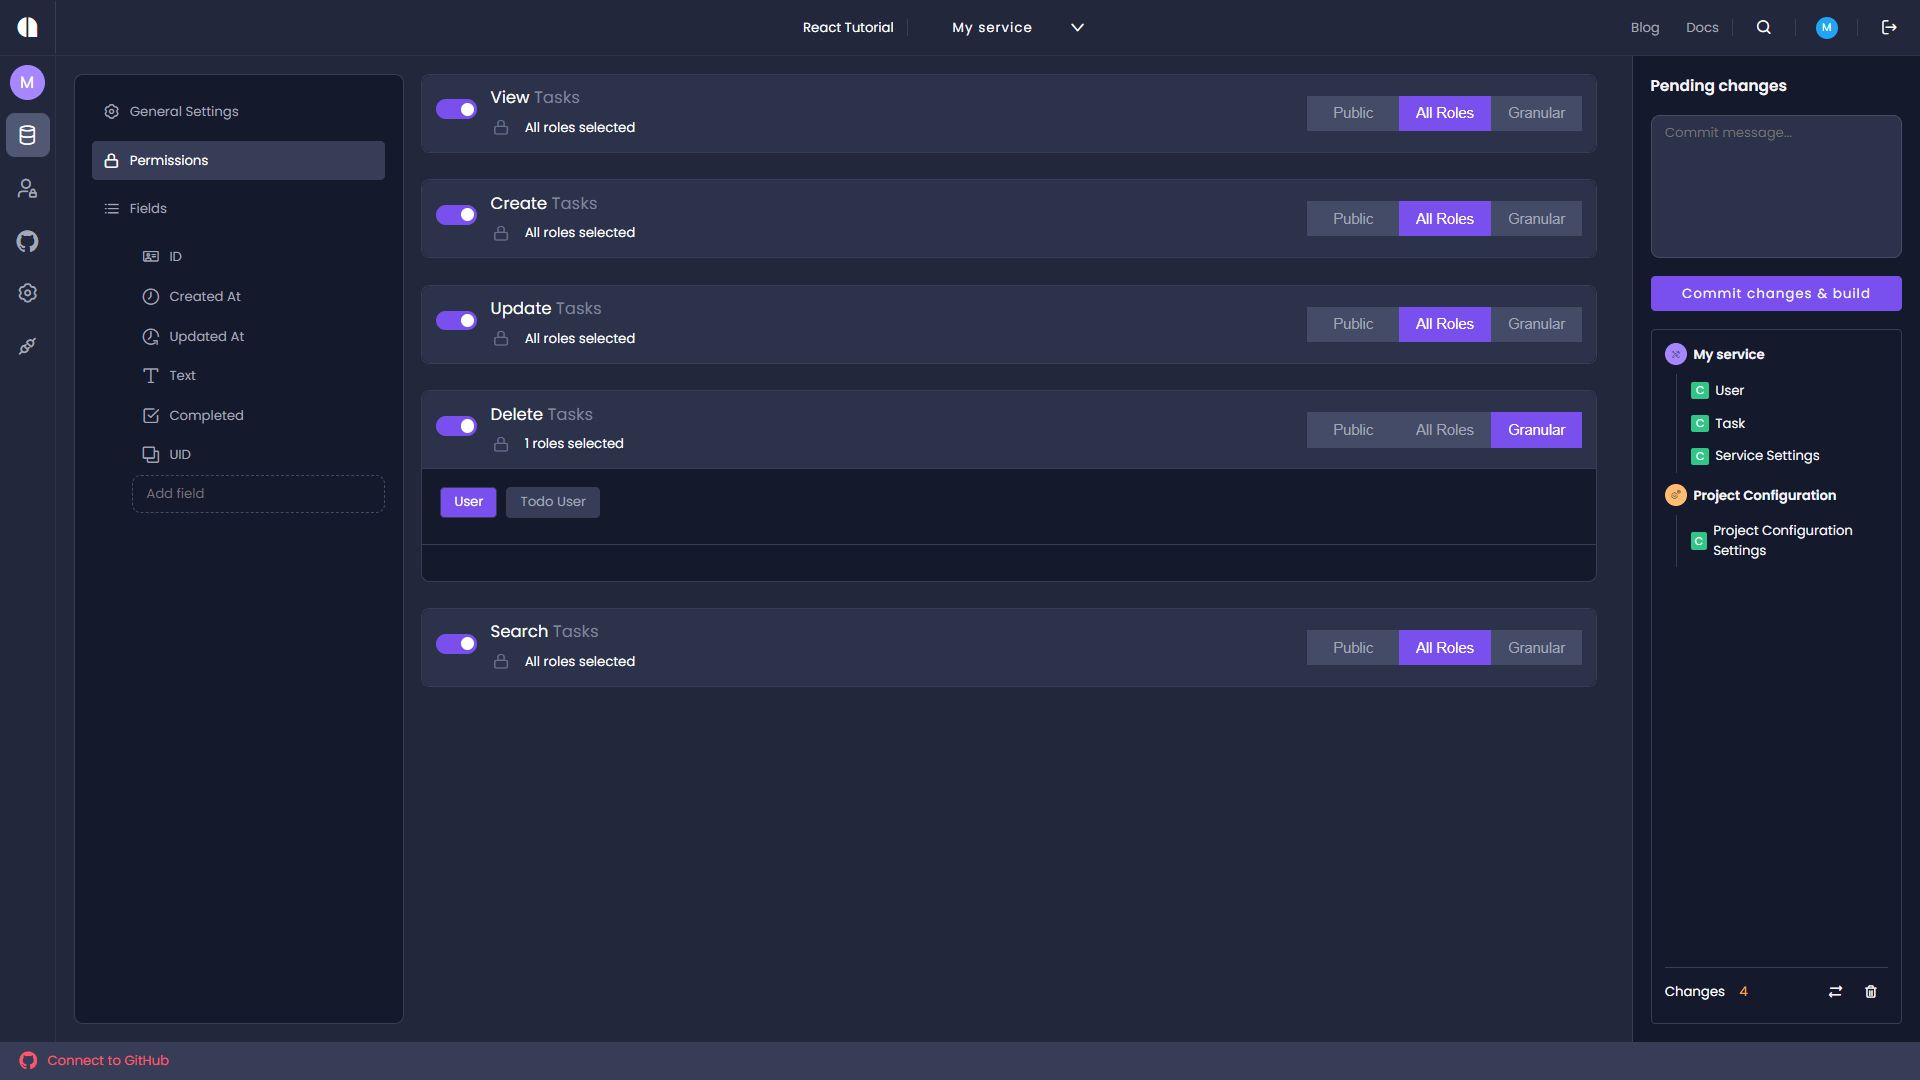 React Tutorial
My service
Blog
Docs
M
M
General Settings
Permissions
Fields
ID
Created At
Updated At
Text
Completed
UID
Add field
View Tasks
All roles selected
Public
All Roles
Granular
Create Tasks
All roles selected
Public
All Roles
Granular
Update Tasks
All roles selected
Public
All Roles
Granular
Delete Tasks
1 roles selected
Public
All Roles
Granular
User
Todo User
Search Tasks
All roles selected
Public
All Roles
Granular
Pending changes
Commit message...
Commit changes & build
My service
C User
C Task
C Service Settings
Project Configuration
C Project Configuration
Settings
Changes 4
Connect to GitHub